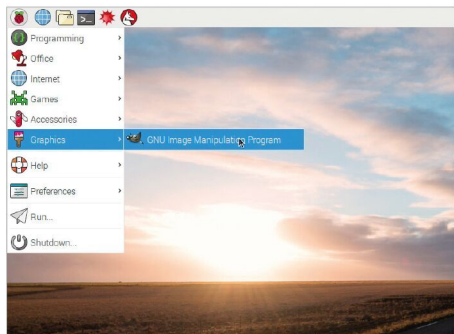 Programming
Office
Internet
Games
Accessories
Graphics
GNU Image Manipulation Program
Help
Preferences
Run...
Shutdown...